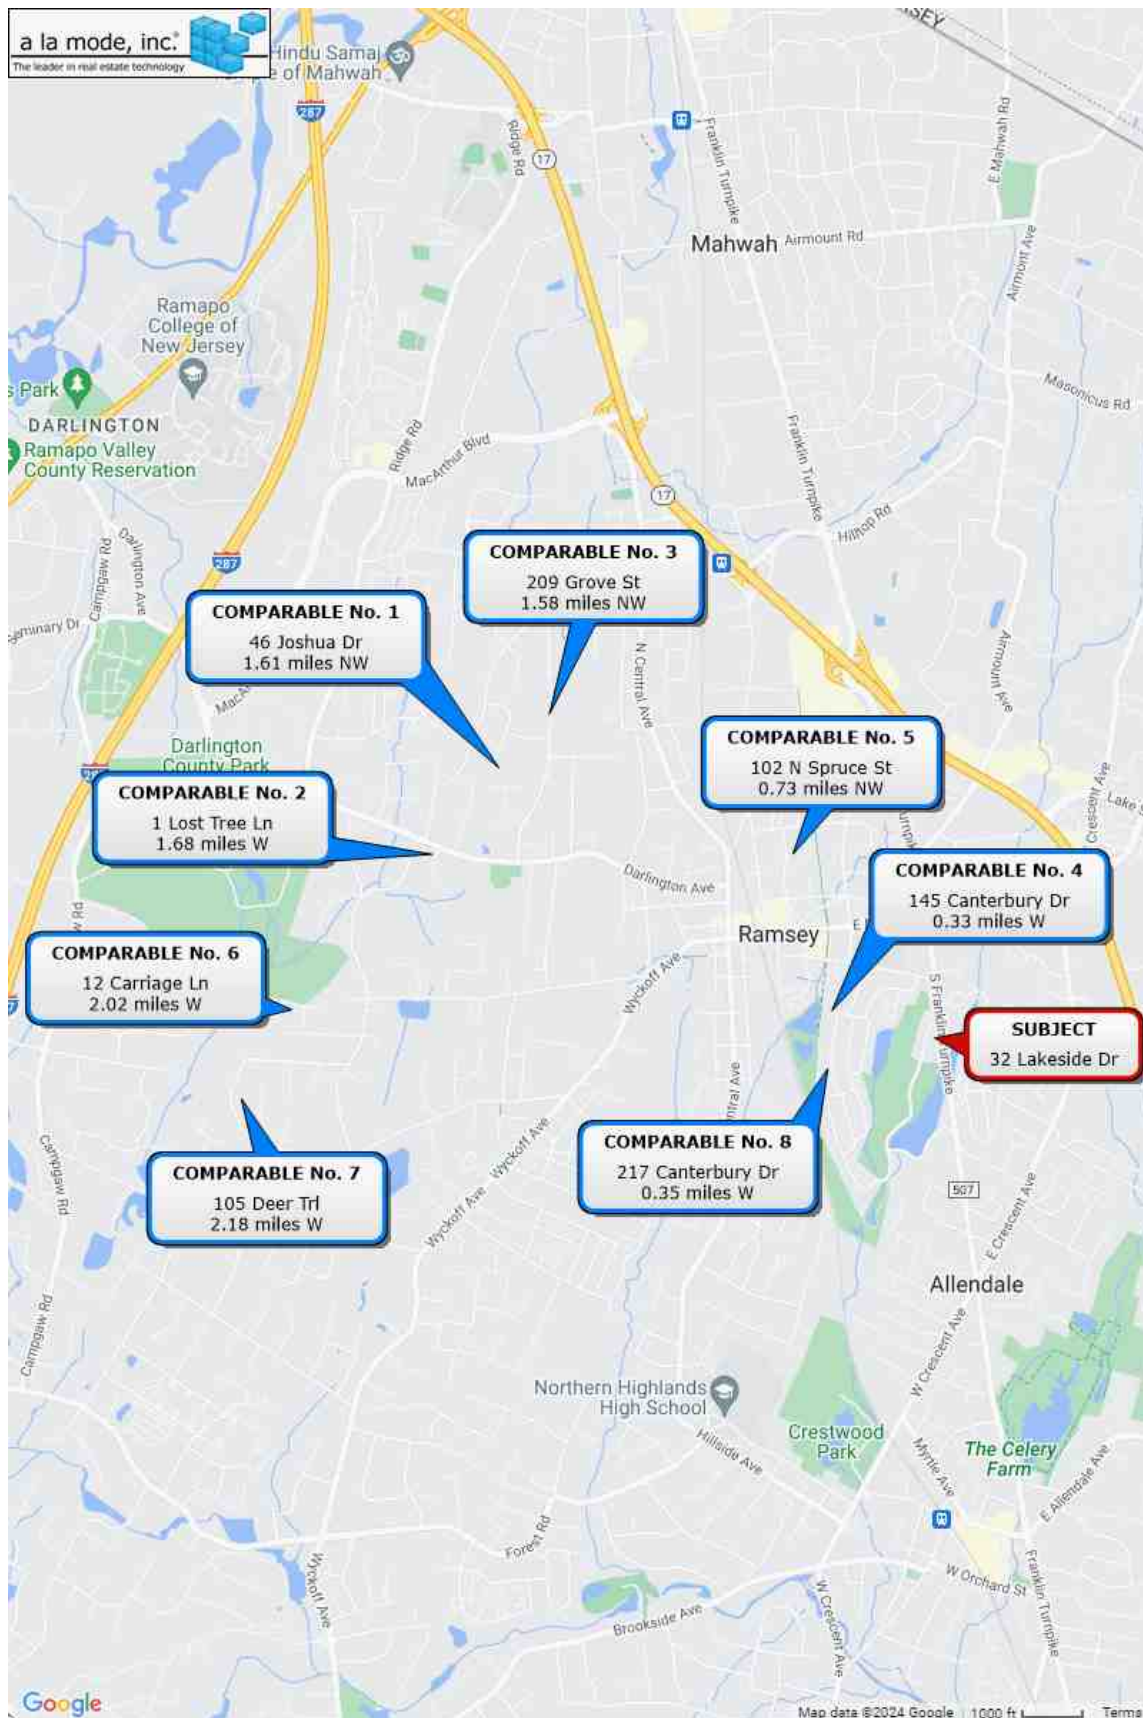 a la mode, inc.
The leader in real estate technology
Hindu Samaj
of Mahwah
287
Ridge Rd
17
Franklin Turnpike
E Mahwah Rd
Mahwah
Airmount Rd
Airmont Ave
Ramapo
College of
New Jersey
s Park
DARLINGTON
Ramapo Valley
County Reservation
Masonicus Rd
Ridge Rd
MacArthur Blvd
Franklin Turnpike
17
Hilltop Rd
Darlington Ave
Campgaw Rd
287
Seminary Dr
COMPARABLE No. 3
209 Grove St
1.58 miles NW
COMPARABLE No. 1
46 Joshua Dr
1.61 miles NW
N Central Ave
Airmount Ave
Darlington
County Park
COMPARABLE No. 5
102 N Spruce St
0.73 miles NW
COMPARABLE No. 2
1 Lost Tree Ln
1.68 miles W
Crescent Ave
Lake S
Darlington Ave
COMPARABLE No. 4
145 Canterbury Dr
0.33 miles W
Ramsey
COMPARABLE No. 6
12 Carriage Ln
2.02 miles W
Wyckoff Ave
S Franklin Turnpike
SUBJECT
32 Lakeside Dr
COMPARABLE No. 8
217 Canterbury Dr
0.35 miles W
COMPARABLE No. 7
105 Deer Trl
2.18 miles W
Campgaw Rd
Wyckoff Ave
Wyckoff Ave
507
E Crescent Ave
Allendale
Campgaw Rd
W Crescent Ave
Northern Highlands
High School
Crestwood
Park
Hillside Ave
Myrtle Ave
The Celery
Farm
E Allendale Ave
Forest Rd
Wyckoff Ave
W Orchard St
Franklin Turnpike
Brookside Ave
W Crescent Ave
Google
Map data ©2024 Google
1000 ft
Terms